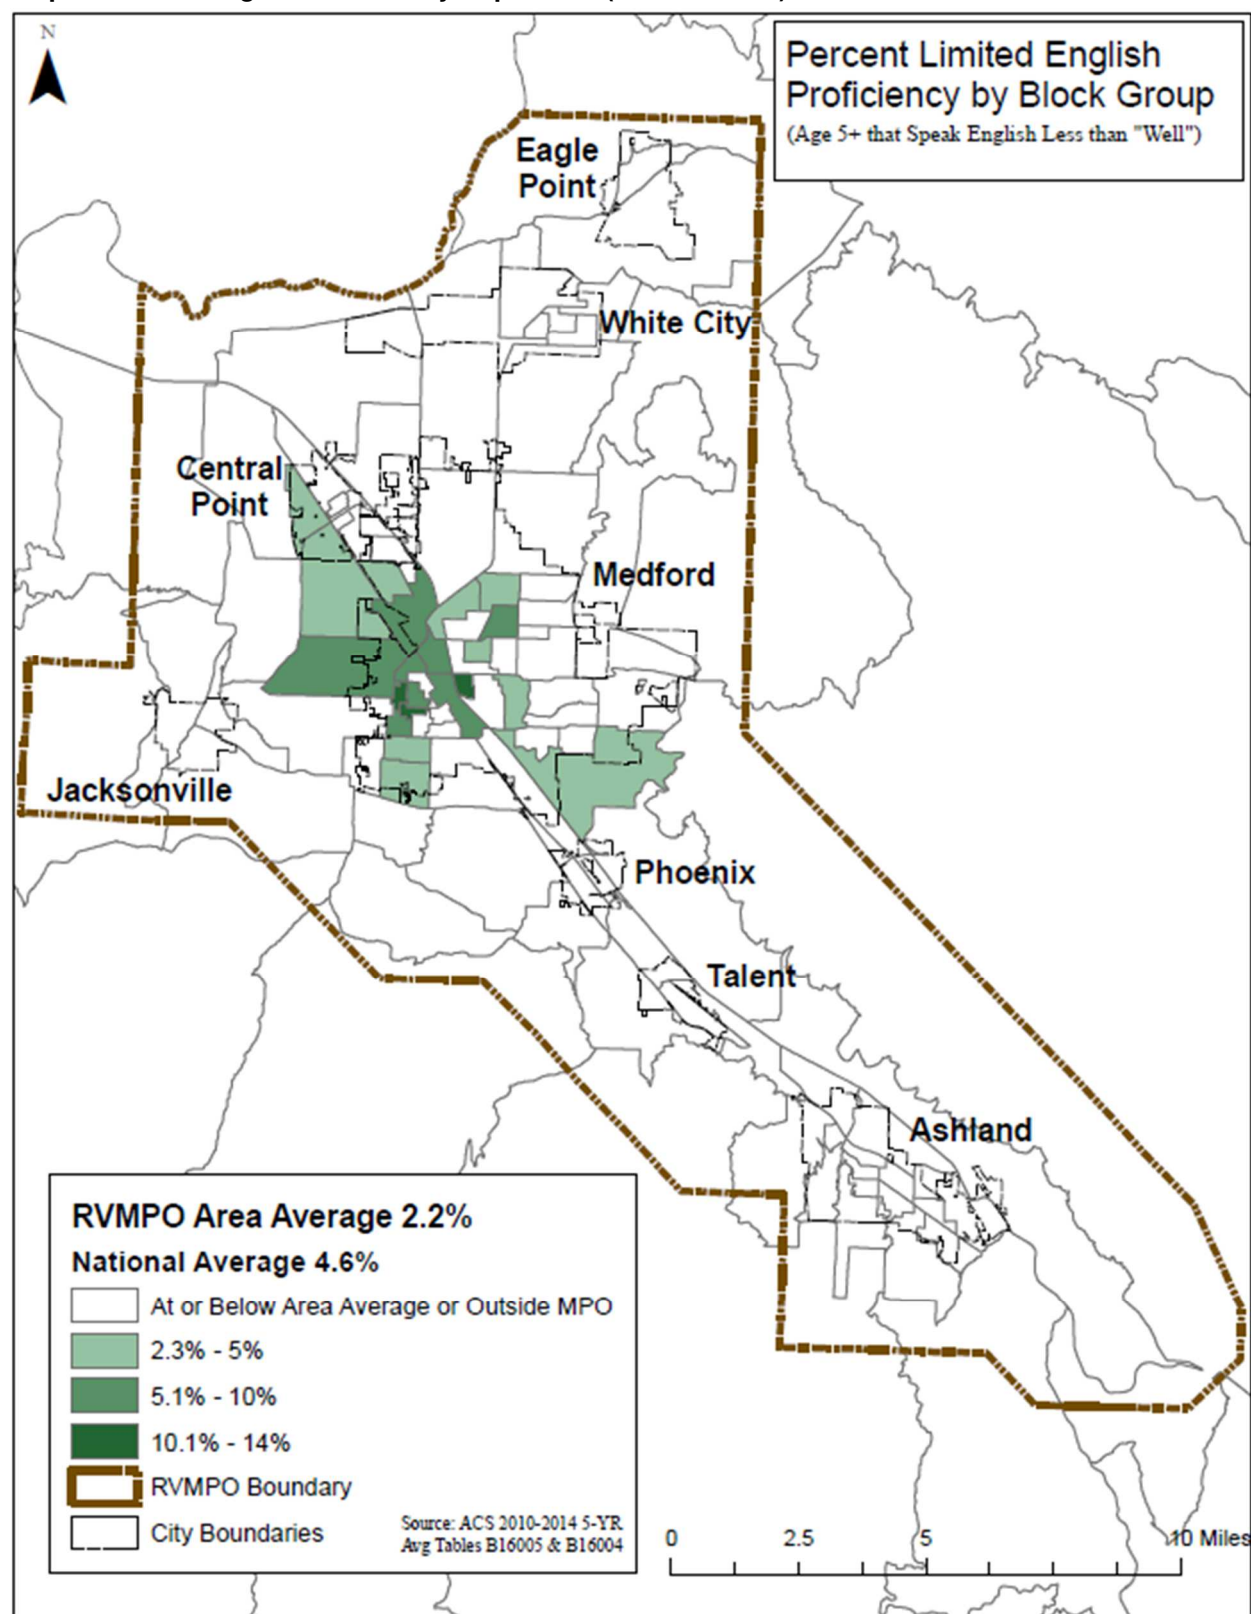 N
Percent Limited English
Proficiency by Block Group
(Age 5+ that Speak English Less than "Well")
Eagle
Point
White City
Central
Point
Medford
Jacksonville
Phoenix
Talent
Ashland
RVMPO Area Average 2.2%
National Average 4.6%
At or Below Area Average or Outside MPO
2.3% - 5%
5.1% - 10%
10.1% - 14%
RVMPO Boundary
City Boundaries
Source: ACS 2010-2014 5-YR
Avg Tables B16005 & B16004
0 2.5 5 10 Miles